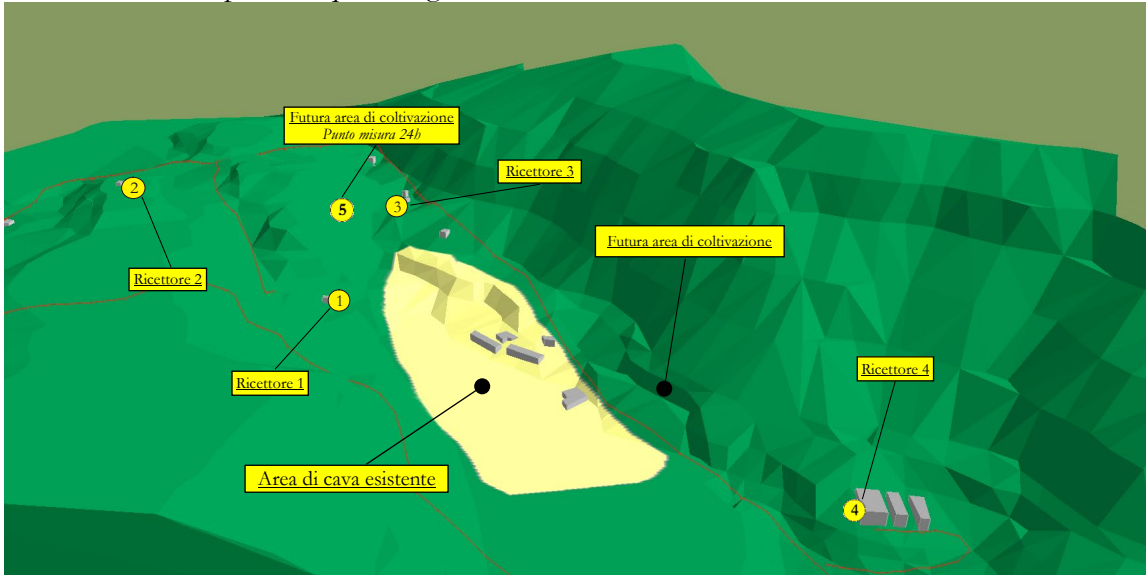 Futura area di coltivazione
Punto misura 24h
Ricettore 3
2
5
3
Futura area di coltivazione
Ricettore 2
1
Ricettore 1
Ricettore 4
Area di cava esistente
4